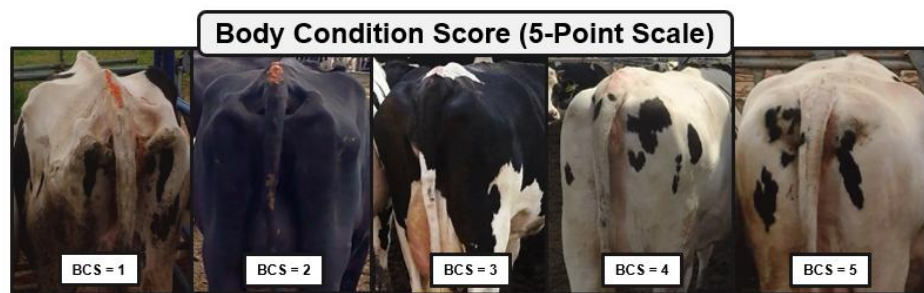 Body Condition Score (5-Point Scale)
BCS = 1
BCS = 2
BCS = 3
BCS = 4
BCS = 5